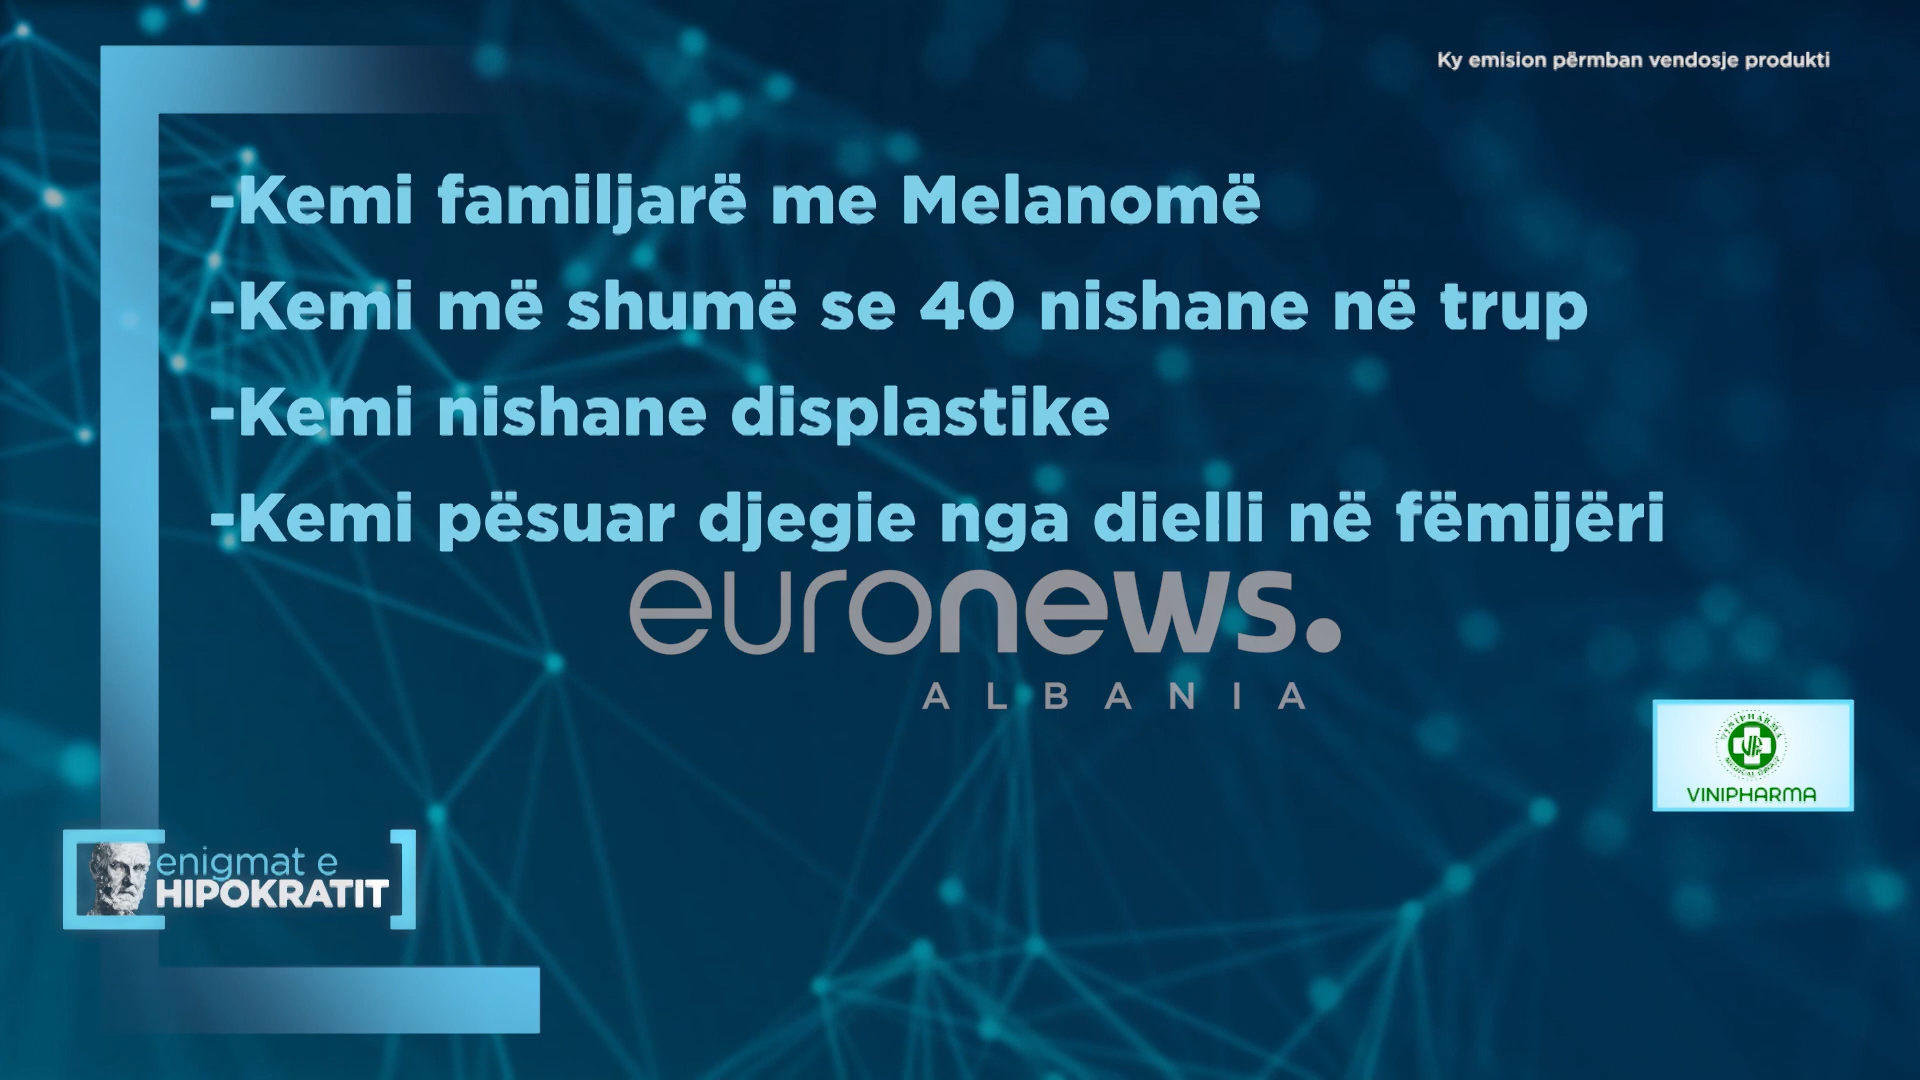 Ky emision përmban vendosje produkti
-Kemi familjarë me Melanomë
-Kemi më shumë se 40 nishane në trup
-Kemi nishane displastike
-Kemi pësuar djegie nga dielli në fëmijëri
euronews.
ALBANIA
VINIPHARMA
VINIPHARMA
enigmat e
HIPOKRATIT